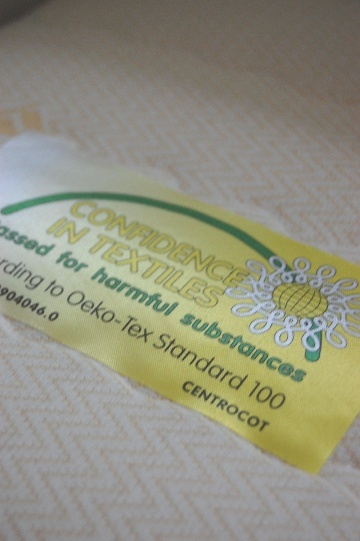 CONFIDENCE
IN TEXTILES
assed for harmful substances
rding to Oeko-Tex Standard 100
904046.0
CENTROCOT